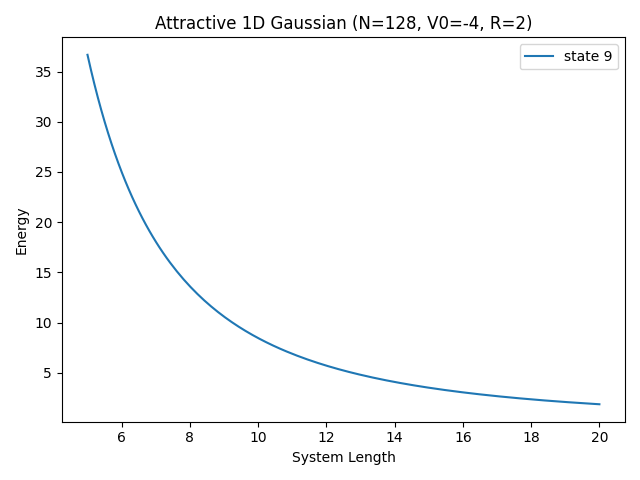 Attractive 1D Gaussian (N=128, V0=-4, R=2)
state 9
35
30
25
20
15
10
5
Energy
6 8 10 12 14 16 18 20
System Length